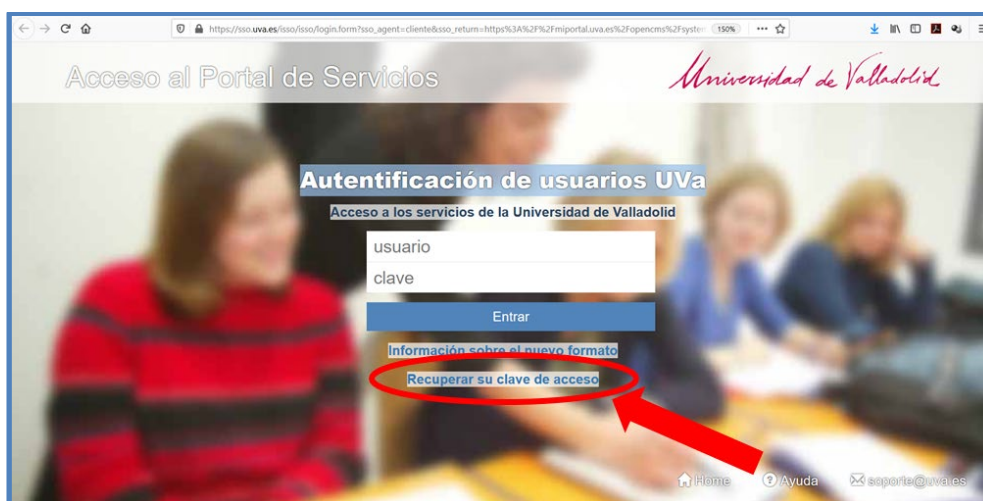 https://sso.uva.es/isso/isso/login.form?sso_agent=cliente&sso_return=https%3A%2F%2Fmiportal.uva.es%2Fopencms%2Fsystem 150%
Acceso al Portal de Servicios
Universidad de Valladolid
Autentificación de usuarios UVa
Acceso a los servicios de la Universidad de Valladolid
usuario
clave
Entrar
Información sobre el nuevo formato
Recuperar su clave de acceso
Home ? Ayuda soporte@uva.es